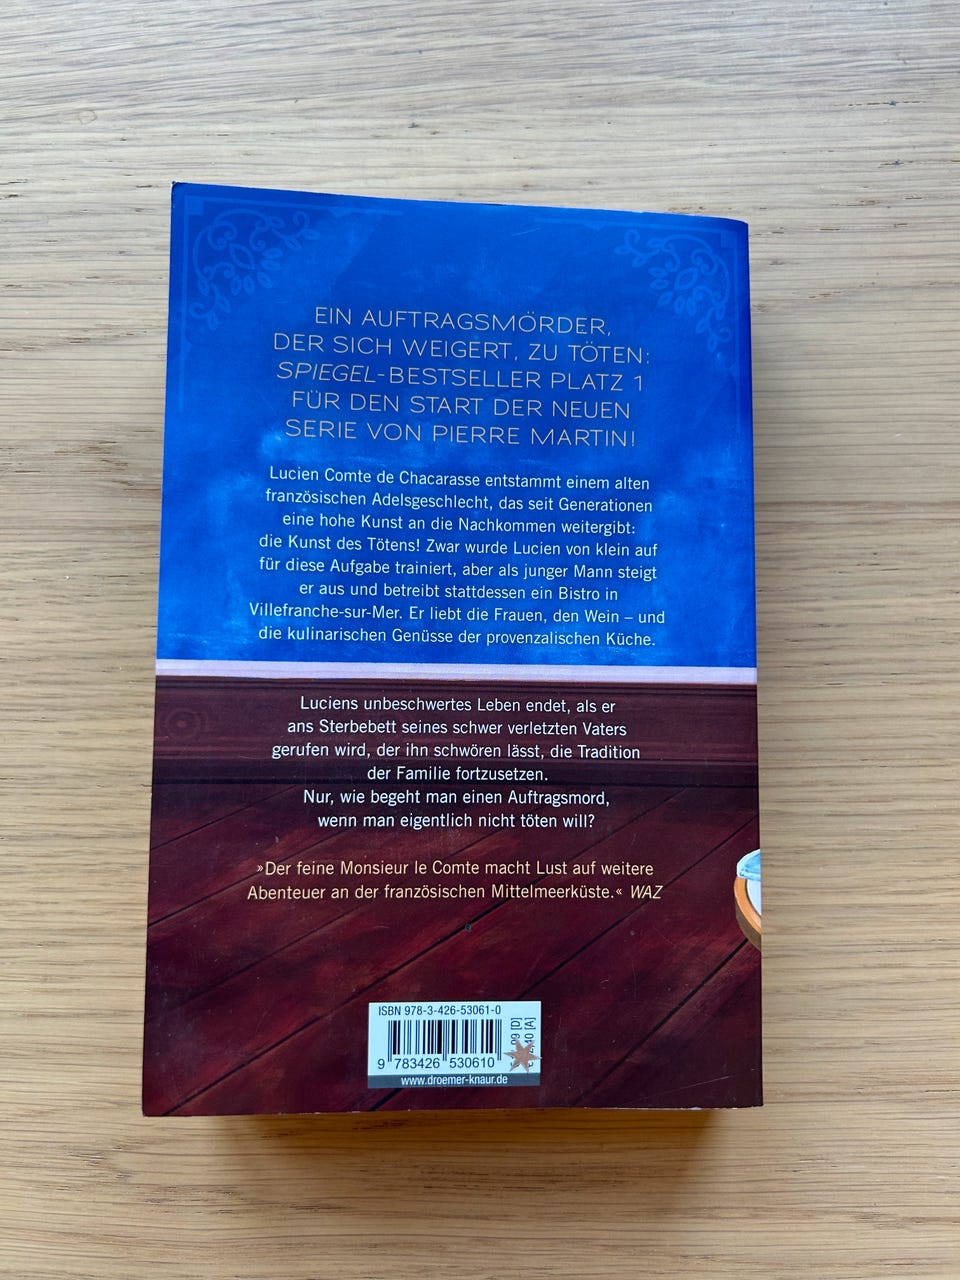 EIN AUFTRAGSMÖRDER,
DER SICH WEIGERT, ZU TÖTEN:
SPIEGEL-BESTSELLER PLATZ 1
FÜR DEN START DER NEUEN
SERIE VON PIERRE MARTIN!
Lucien Comte de Chacarasse entstammt einem alten
französischen Adelsgeschlecht, das seit Generationen
eine hohe Kunst an die Nachkommen weitergibt:
die Kunst des Tötens! Zwar wurde Lucien von klein auf
für diese Aufgabe trainiert, aber als junger Mann steigt
er aus und betreibt stattdessen ein Bistro in
Villefranche-sur-Mer. Er liebt die Frauen, den Wein – und
die kulinarischen Genüsse der provenzalischen Küche.
Luciens unbeschwertes Leben endet, als er
ans Sterbebett seines schwer verletzten Vaters
gerufen wird, der ihn schwören lässt, die Tradition
der Familie fortzusetzen.
Nur, wie begeht man einen Auftragsmord,
wenn man eigentlich nicht töten will?
»Der feine Monsieur le Comte macht Lust auf weitere
Abenteuer an der französischen Mittelmeerküste.« WAZ
ISBN 978-3-426-53061-0
9 783426 530610
[D]
[A]
www.droemer-knaur.de